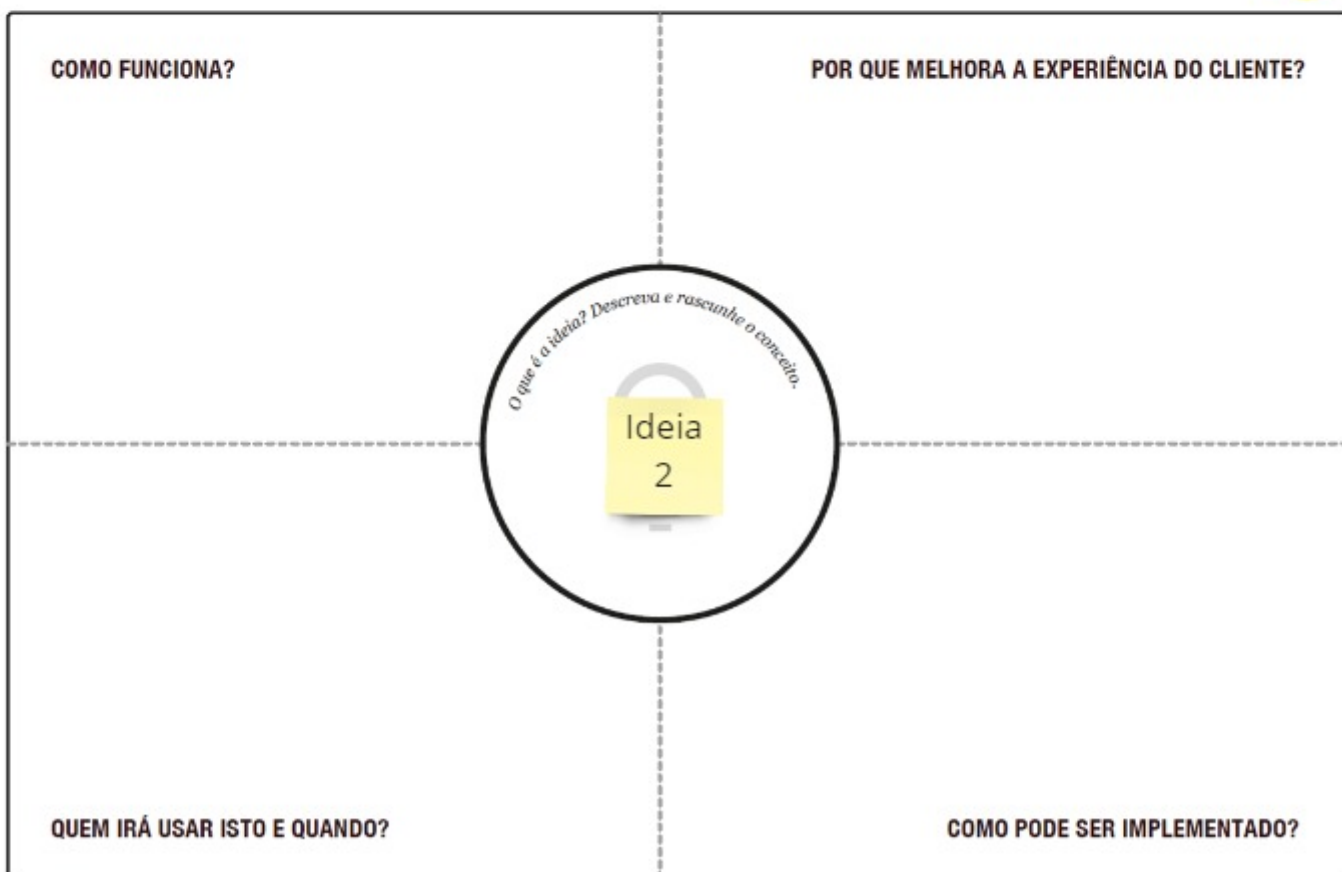 COMO FUNCIONA?
POR QUE MELHORA A EXPERIÊNCIA DO CLIENTE?
O que é a ideia? Descreva e rascunhe o conceito.
Ideia
2
QUEM IRÁ USAR ISTO E QUANDO?
COMO PODE SER IMPLEMENTADO?